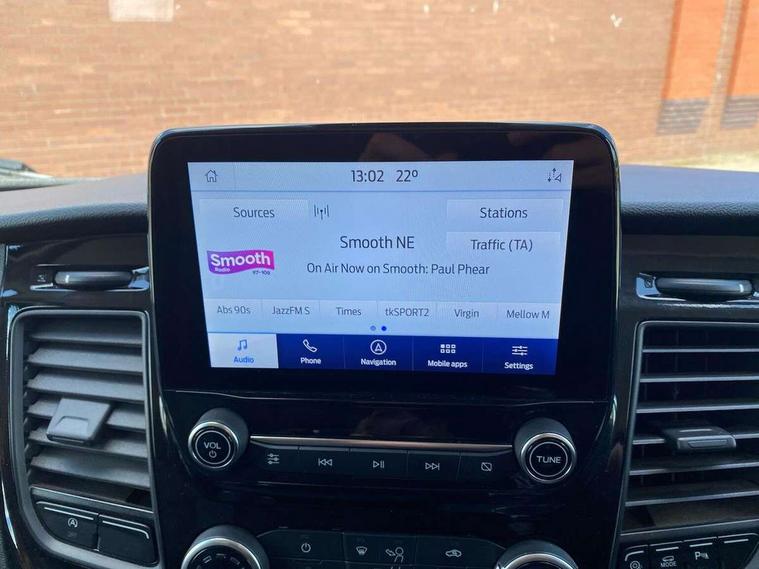 13:02 22º
Sources Stations
Smooth NE Traffic (TA)
Smooth
Radio
97-108
On Air Now on Smooth: Paul Phear
Abs 90s JazzFM S Times tkSPORT2 Virgin Mellow M
Audio Phone Navigation Mobile apps Settings
VOL
TUNE
A
MODE
P